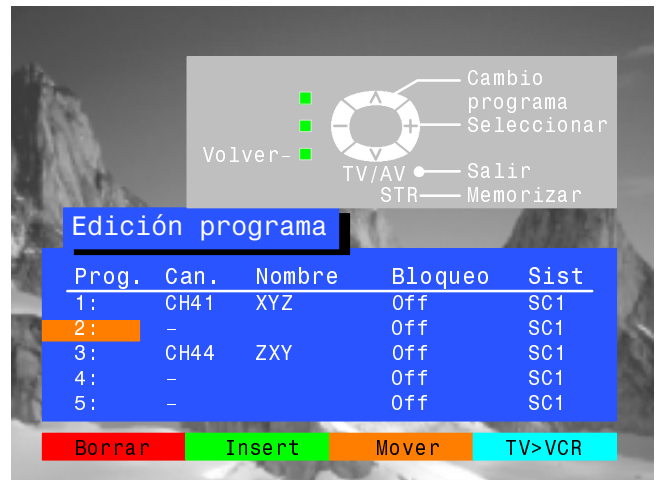 Cambio
programa
Seleccionar
Volver–
TV/AV Salir
STR Memorizar
Edición programa
Prog. Can. Nombre Bloqueo Sist
1: CH41 XYZ Off SC1
2: – Off SC1
3: CH44 ZXY Off SC1
4: – Off SC1
5: – Off SC1
Borrar Insert Mover TV>VCR